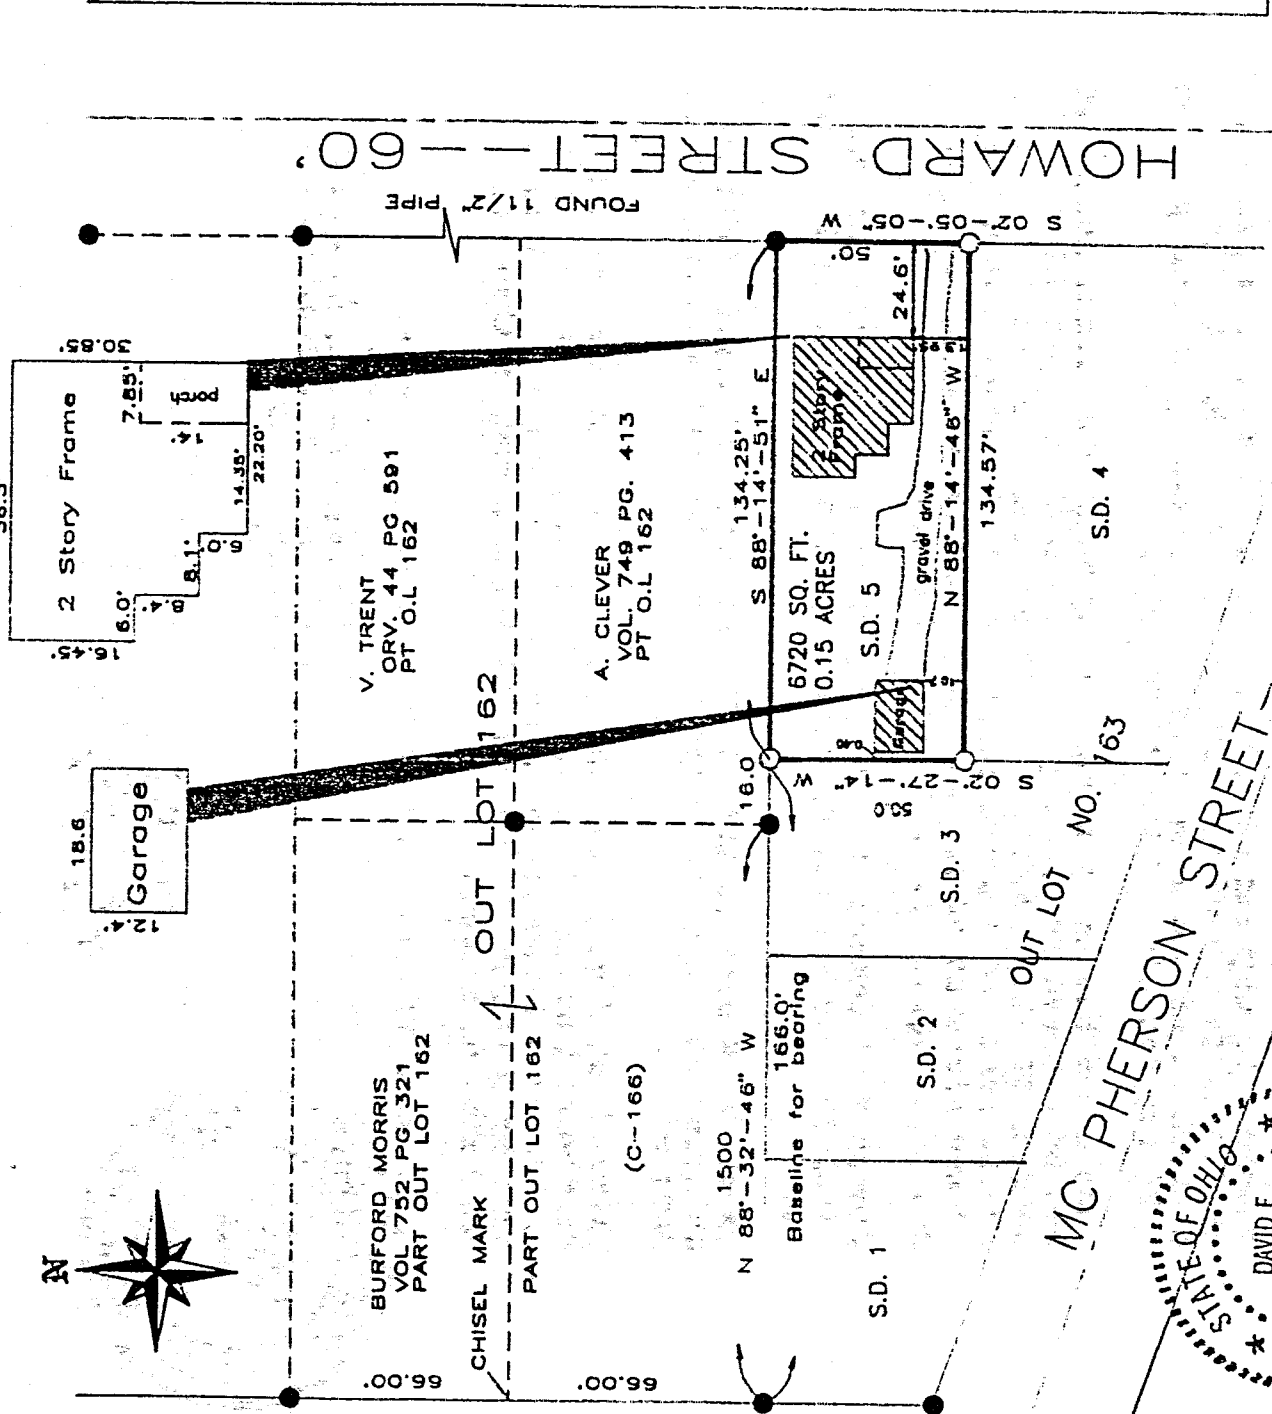 HOWARD STREET--60'
FOUND 1 1/2" PIPE
S 02°-05'-05" W
50'
24.6'
30.85'
2 Story Frame
7.85'
porch
14'
14.35'
22.20'
6.0'
8.1'
8.4'
6.0'
16.45'
18.6
Garage
12.4'
V. TRENT
ORV. 44 PG 591
PT O.L 162
A. CLEVER
VOL. 749 PG. 413
PT O.L 162
OUT LOT 162
134.25'
S 88°-14'-51" E
2 Story
Frame
6720 SQ. FT.
0.15 ACRES
S.D. 5
gravel drive
N 88°-14'-46" W
134.57'
S.D. 4
Garage
16.0
S 02°-27'-14" W
50.0
S.D. 3
OUT LOT NO. 163
BURFORD MORRIS
VOL 752 PG 321
PART OUT LOT 162
CHISEL MARK
PART OUT LOT 162
(C-166)
1500
N 88°-32'-46" W
166.0'
Baseline for bearing
S.D. 2
S.D. 1
66.00'
66.00'
N
MC PHERSON STREET-
STATE OF OHIO
DAVID E